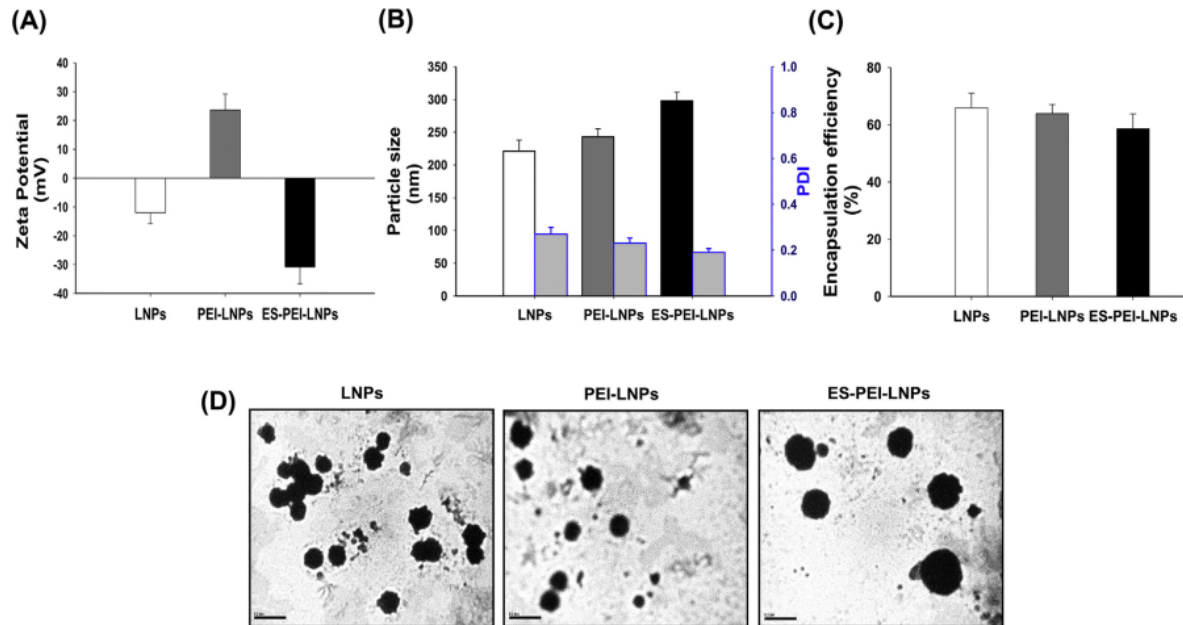 (A)
(B)
(C)
Zeta Potential
(mV)
40
30
20
10
0
-10
-20
-30
-40
LNPs PEI-LNPs ES-PEI-LNPs
Particle size
(nm)
350
300
250
200
150
100
50
0
1.0
0.8
0.6
0.4
0.2
0.0
PDI
LNPs PEI-LNPs ES-PEI-LNPs
Encapsulation efficiency
(%)
80
60
40
20
0
LNPs PEI-LNPs ES-PEI-LNPs
(D)
LNPs PEI-LNPs ES-PEI-LNPs